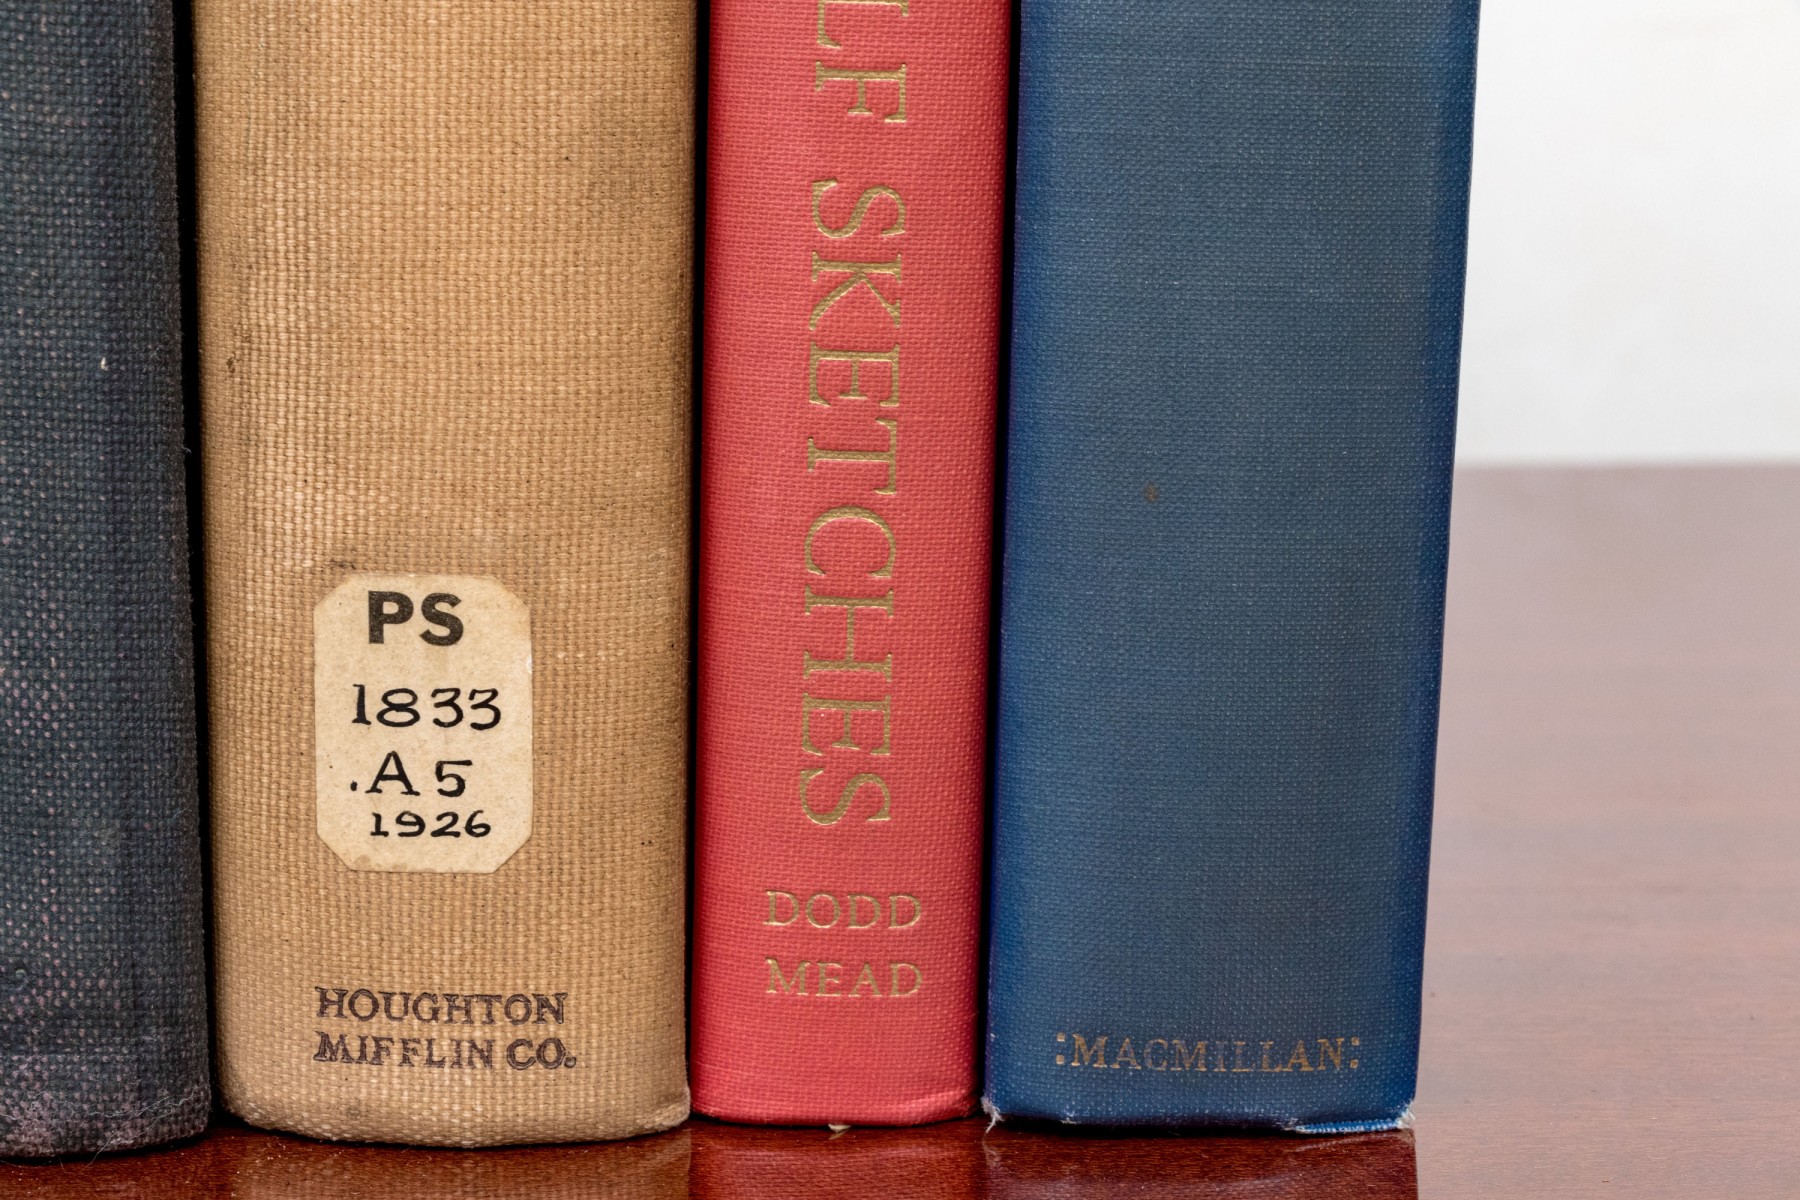 PS
1833
.A5
1926
HOUGHTON
MIFFLIN CO.
LF SKETCHES
DODD
MEAD
:MACMILLAN: